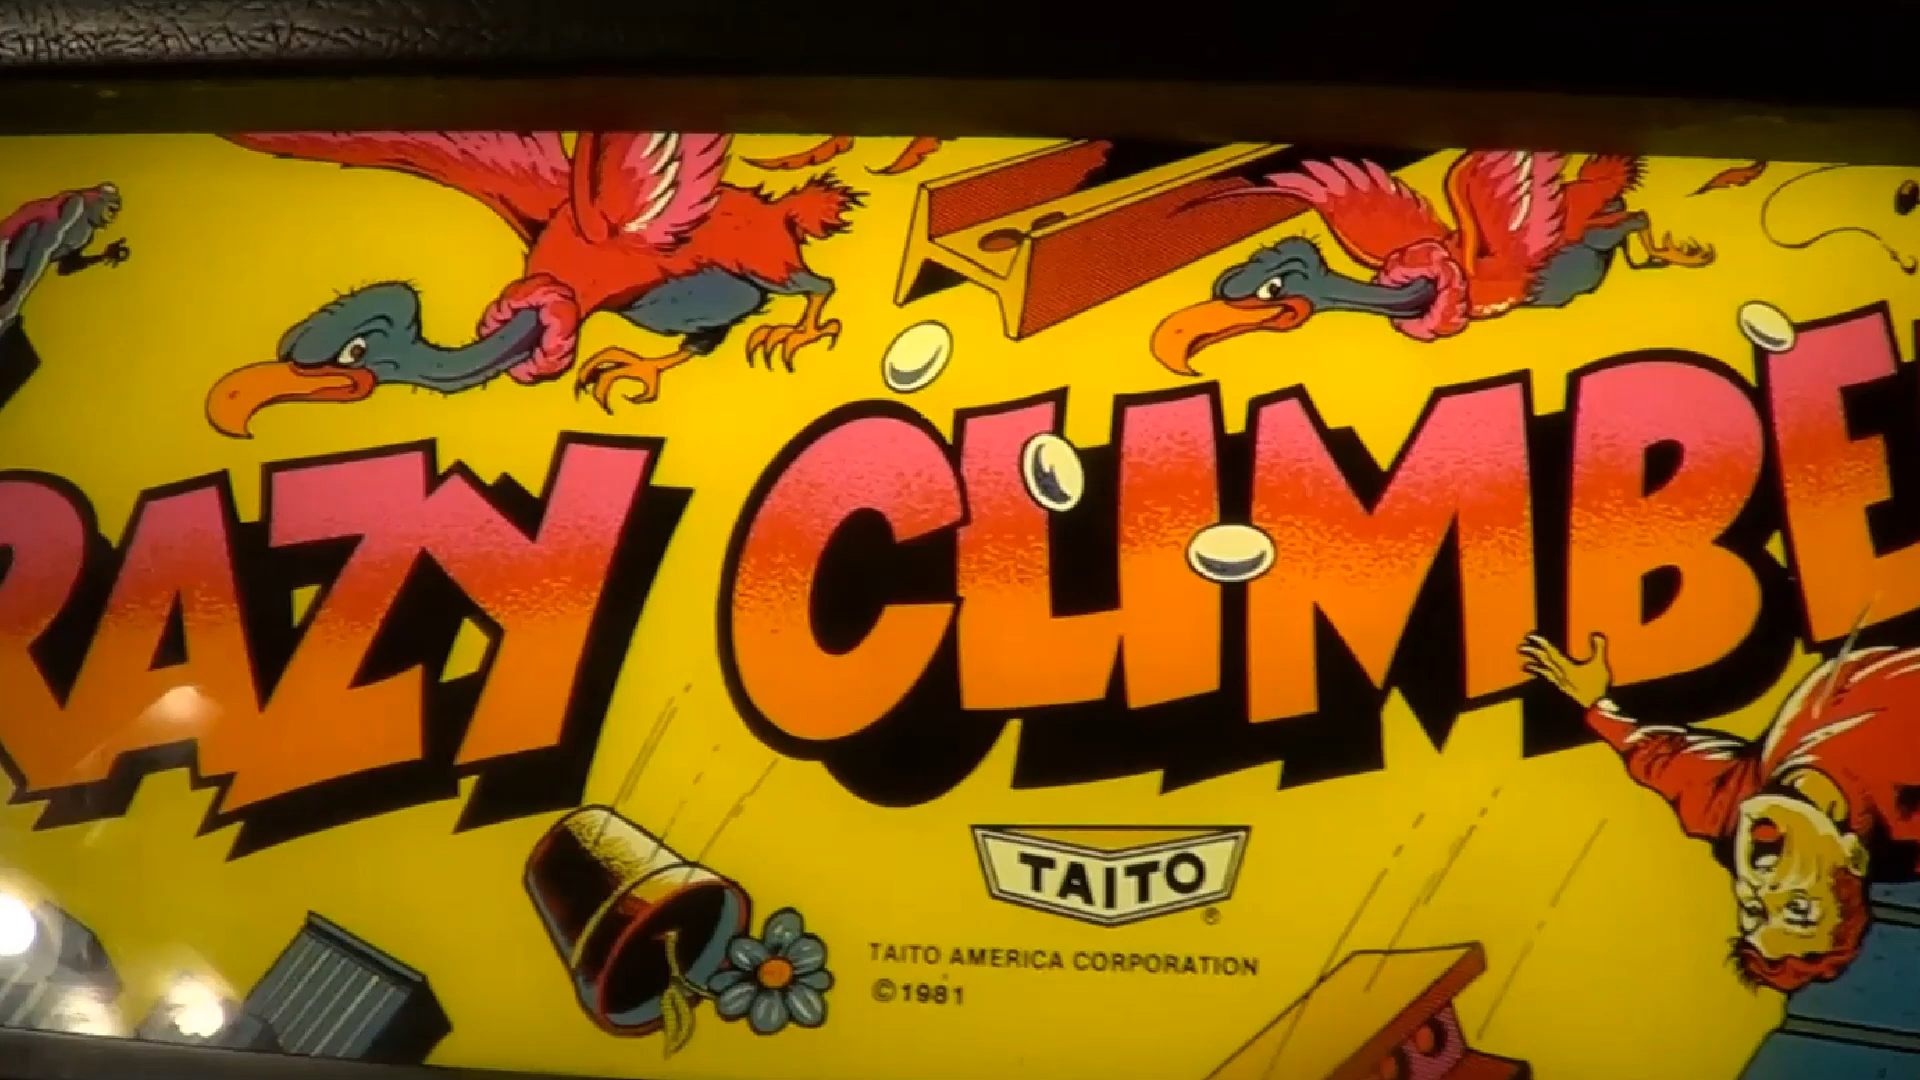 RAZY CLIMBE
TAITO
®
TAITO AMERICA CORPORATION
©1981